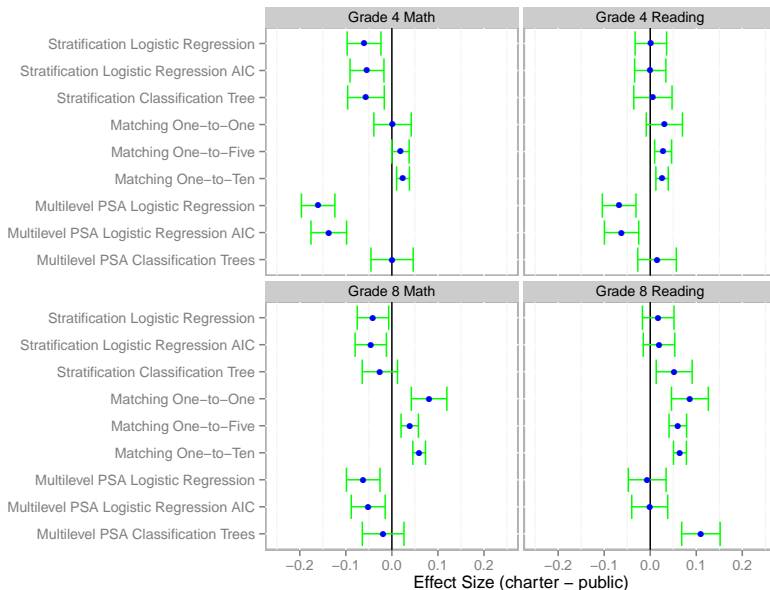 Grade 4 Math Grade 4 Reading
Stratification Logistic Regression
Stratification Logistic Regression AIC
Stratification Classification Tree
Matching One−to−One
Matching One−to−Five
Matching One−to−Ten
Multilevel PSA Logistic Regression
Multilevel PSA Logistic Regression AIC
Multilevel PSA Classification Trees
Grade 8 Math Grade 8 Reading
Stratification Logistic Regression
Stratification Logistic Regression AIC
Stratification Classification Tree
Matching One−to−One
Matching One−to−Five
Matching One−to−Ten
Multilevel PSA Logistic Regression
Multilevel PSA Logistic Regression AIC
Multilevel PSA Classification Trees
−0.2 −0.1 0.0 0.1 0.2 −0.2 −0.1 0.0 0.1 0.2
Effect Size (charter − public)